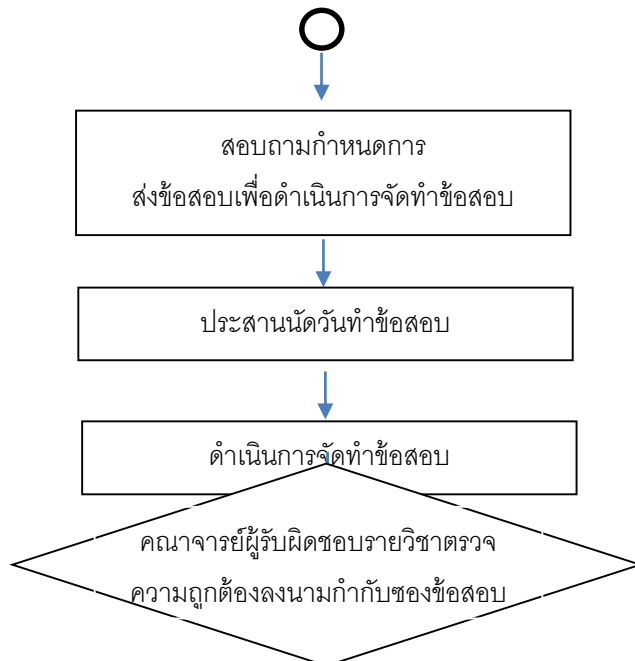 สอบถามกำหนดการ
ส่งข้อสอบเพื่อดำเนินการจัดทำข้อสอบ
ประสานนัดวันทำข้อสอบ
ดำเนินการจัดทำข้อสอบ
คณาจารย์ผู้รับผิดชอบรายวิชาตรวจ
ความถูกต้องลงนามกำกับซองข้อสอบ